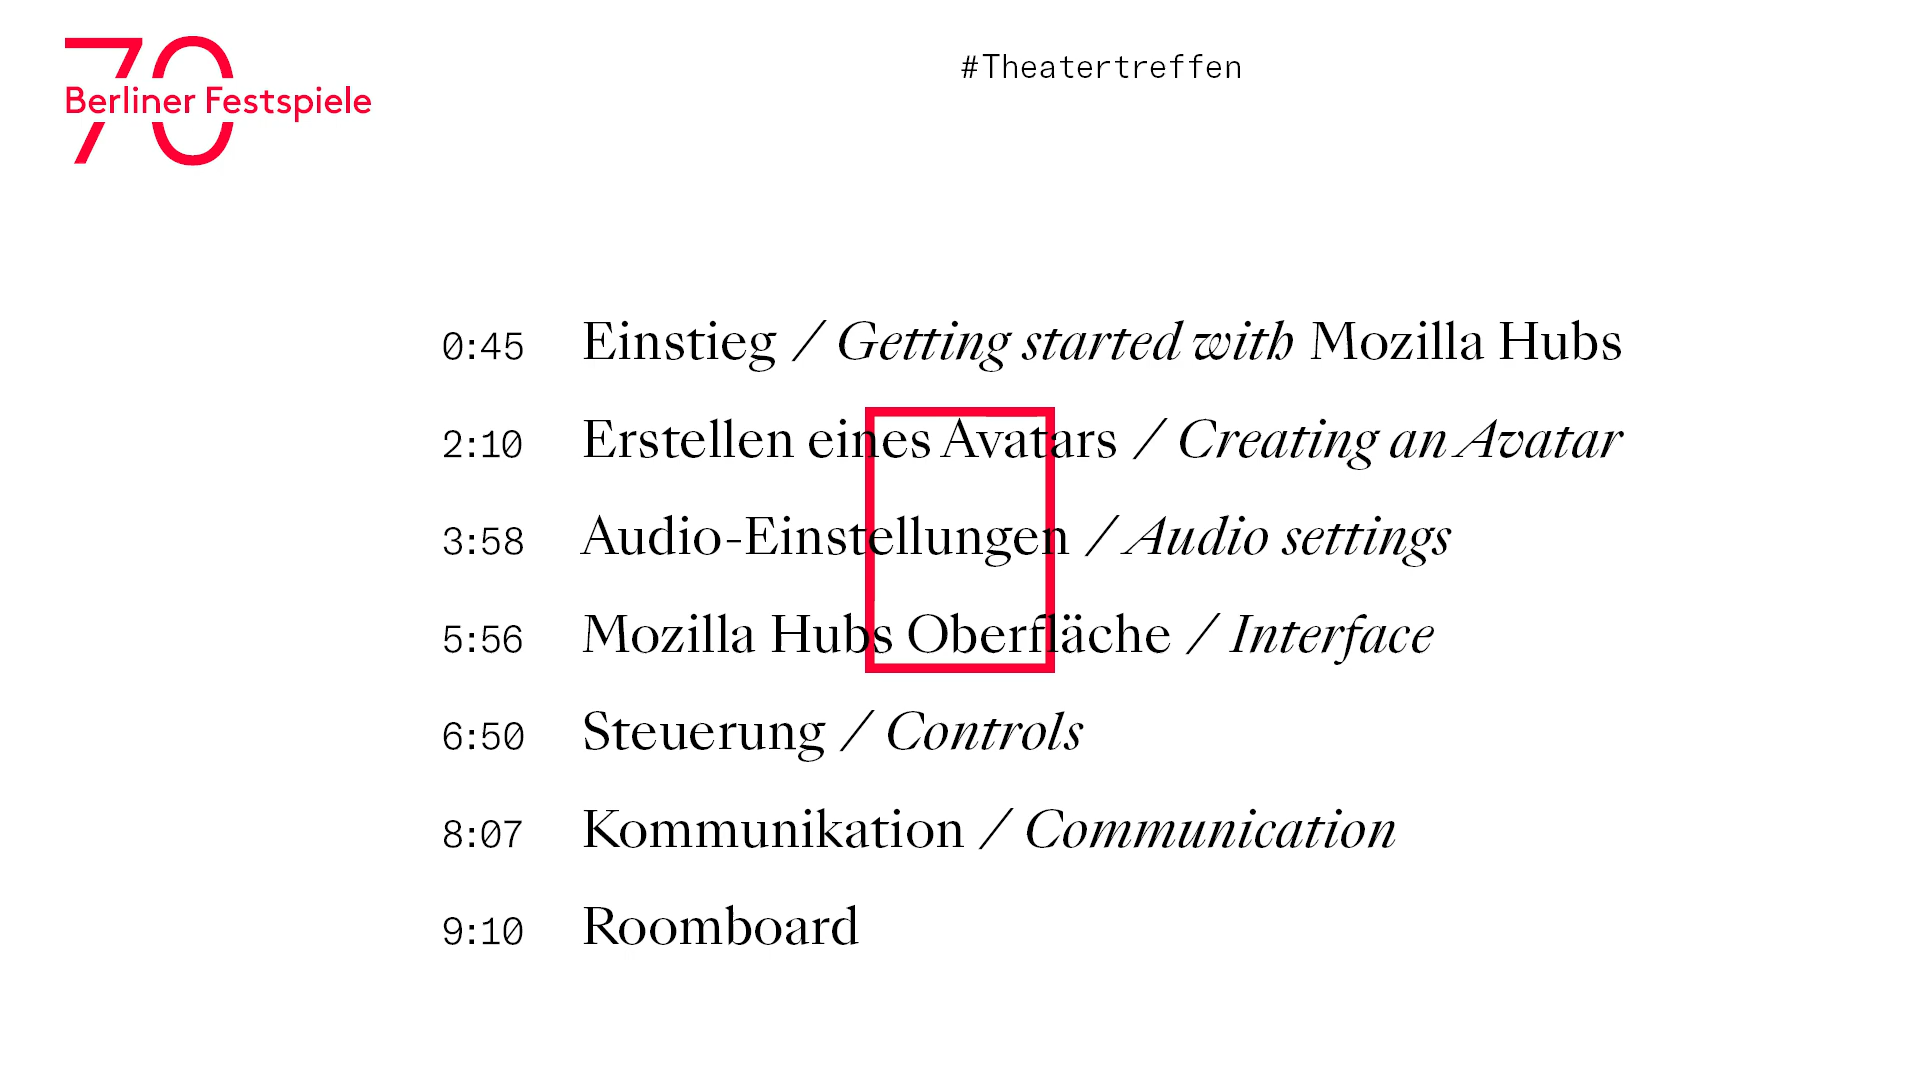 70
Berliner Festspiele
#Theatertreffen
0:45 Einstieg / Getting started with Mozilla Hubs
2:10 Erstellen eines Avatars / Creating an Avatar
3:58 Audio-Einstellungen / Audio settings
5:56 Mozilla Hubs Oberfläche / Interface
6:50 Steuerung / Controls
8:07 Kommunikation / Communication
9:10 Roomboard